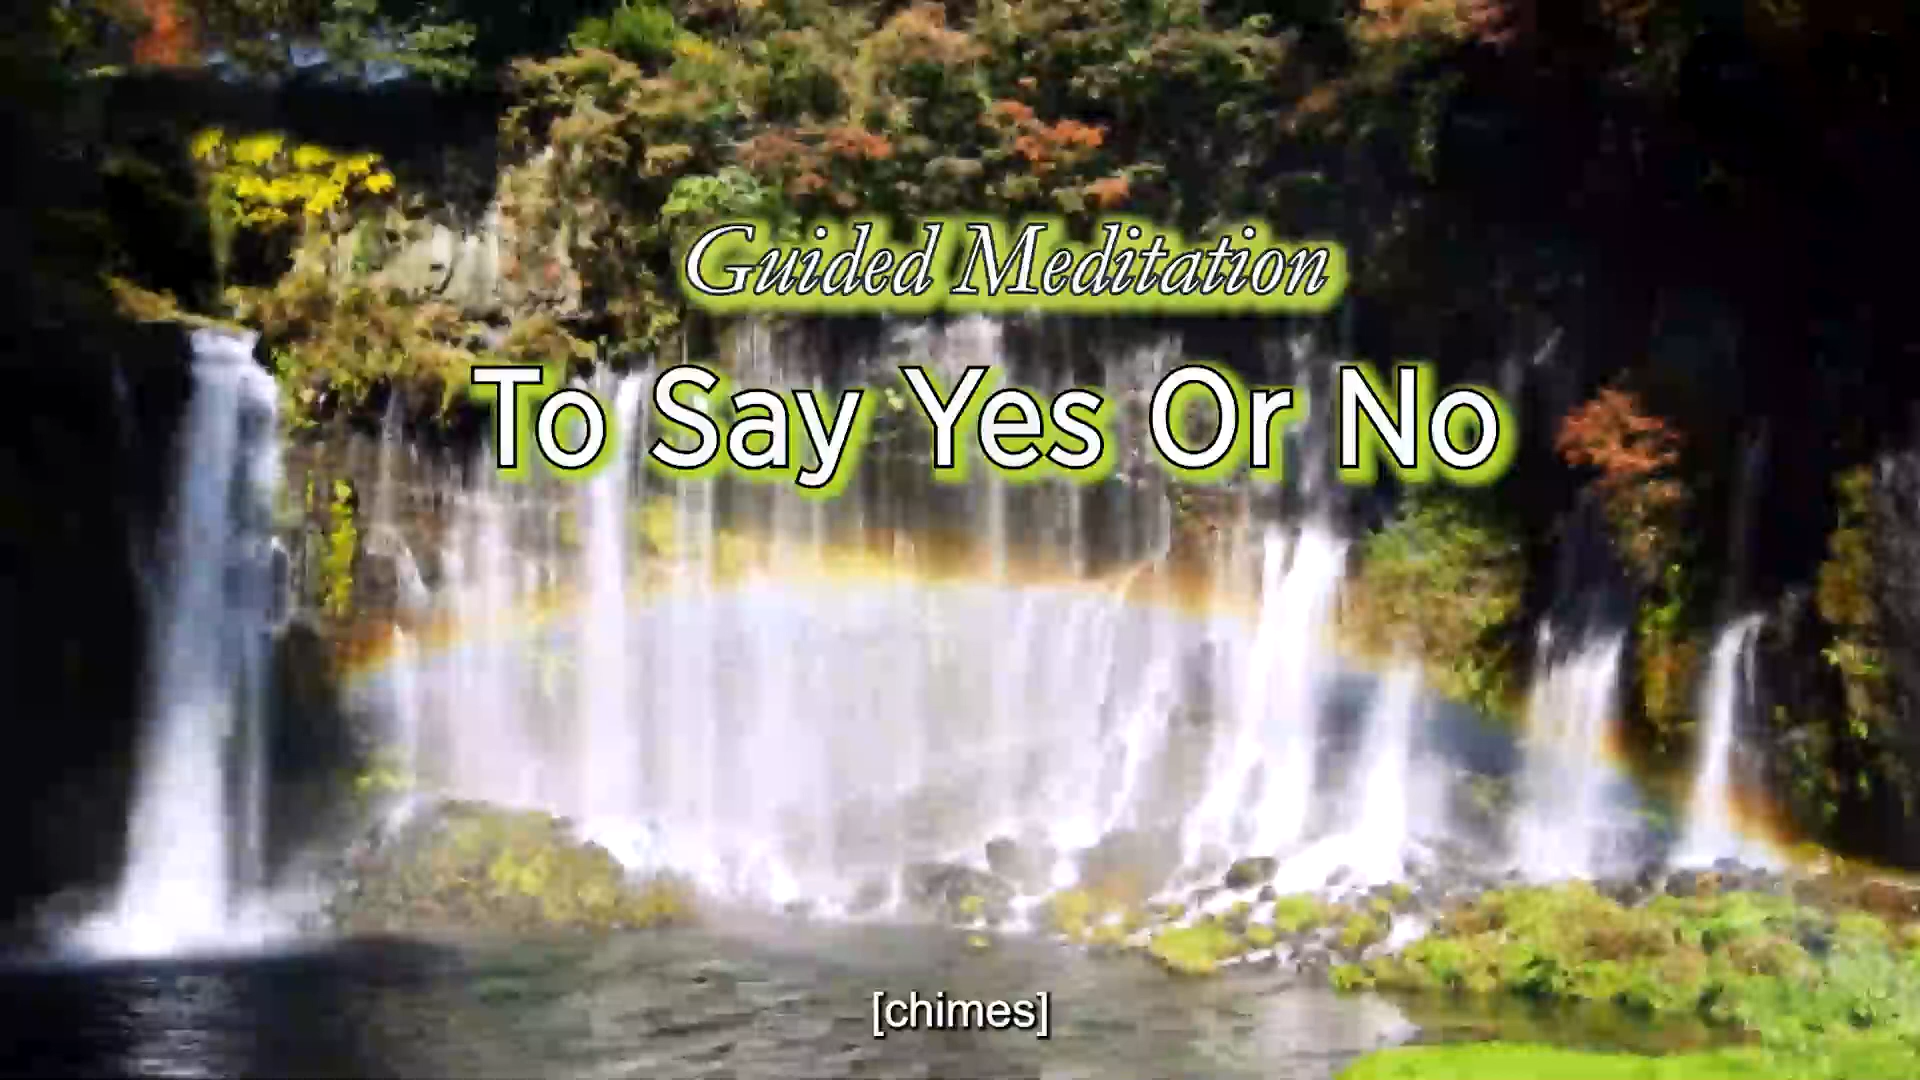 Guided Meditation
To Say Yes Or No
[chimes]